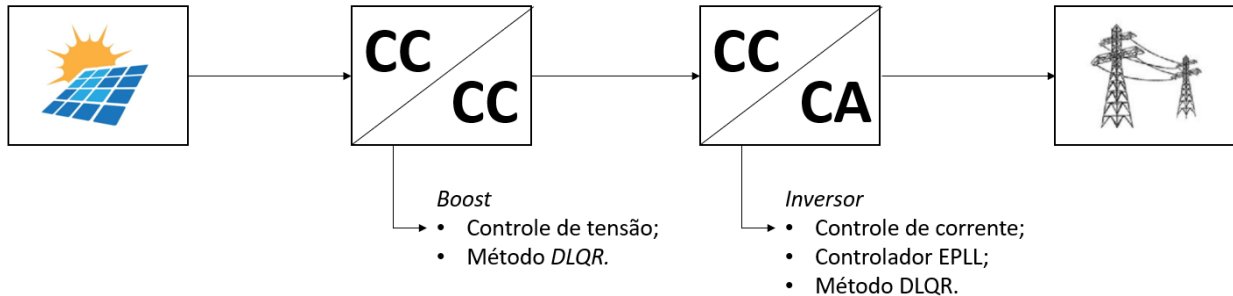 CC
CC
CC
CA
Boost
• Controle de tensão;
• Método DLQR.
Inversor
• Controle de corrente;
• Controlador EPLL;
• Método DLQR.